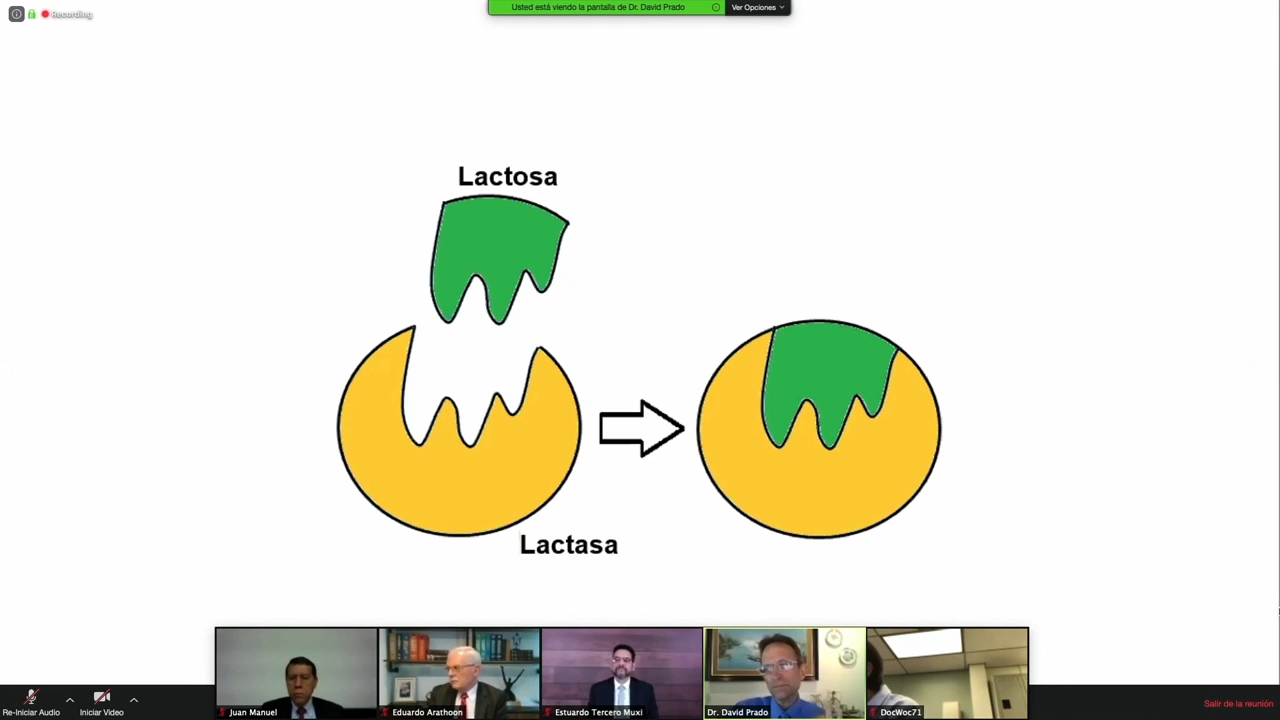 Recording
Usted está viendo la pantalla de Dr. David Prado
Ver Opciones
Lactosa
Lactasa
Juan Manuel
Eduardo Arathoon
Estuardo Tercero Muxi
Dr. David Prado
DocWoc71
Re-Iniciar Audio
Iniciar Video
Salir de la reunión